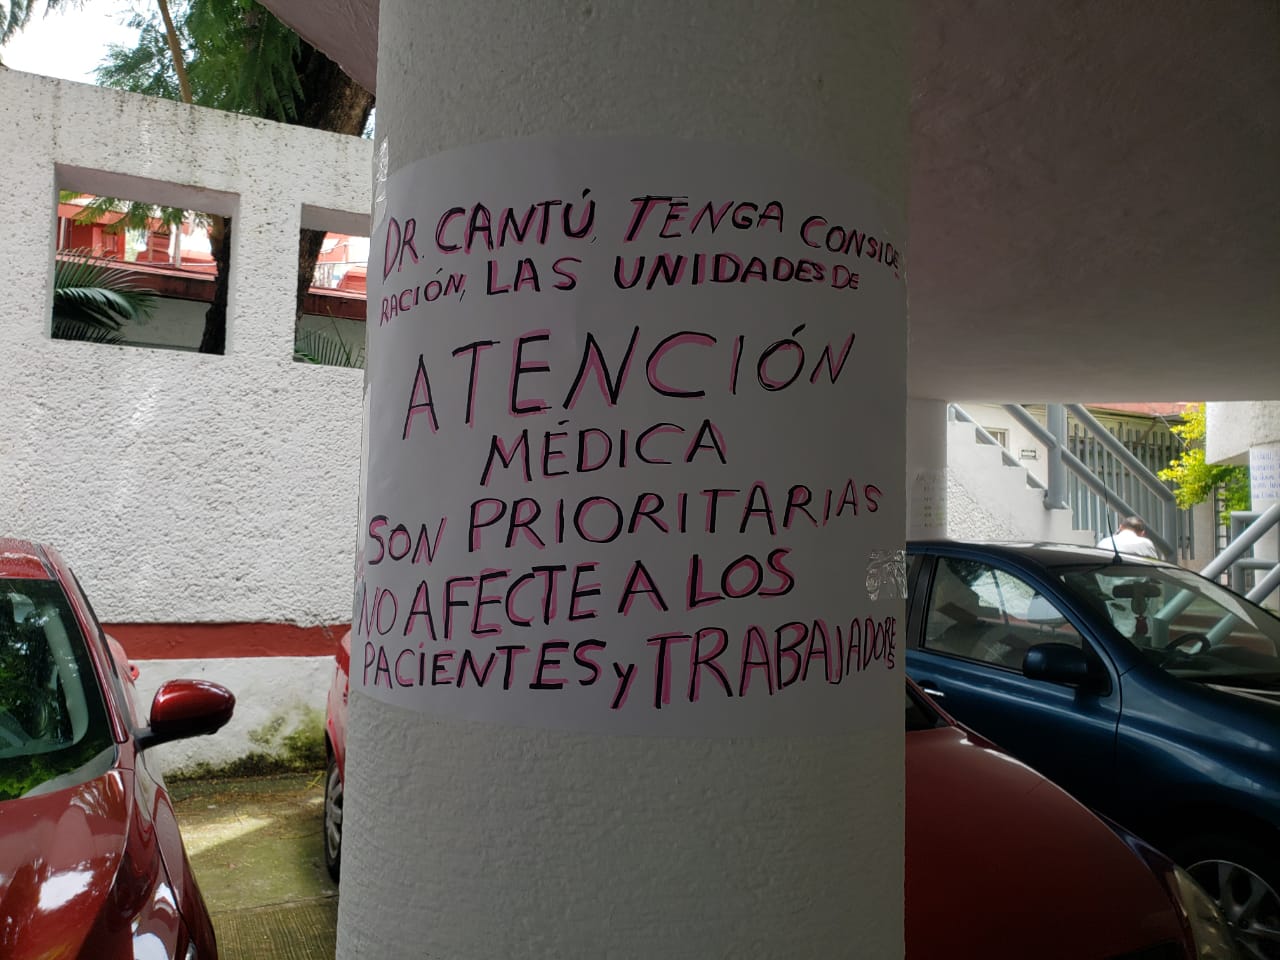 DR. CANTÚ, TENGA CONSIDE
RACIÓN, LAS UNIDADES DE
ATENCIÓN
MÉDICA
SON PRIORITARIAS
NO AFECTE A LOS
PACIENTES y TRABAJADORES